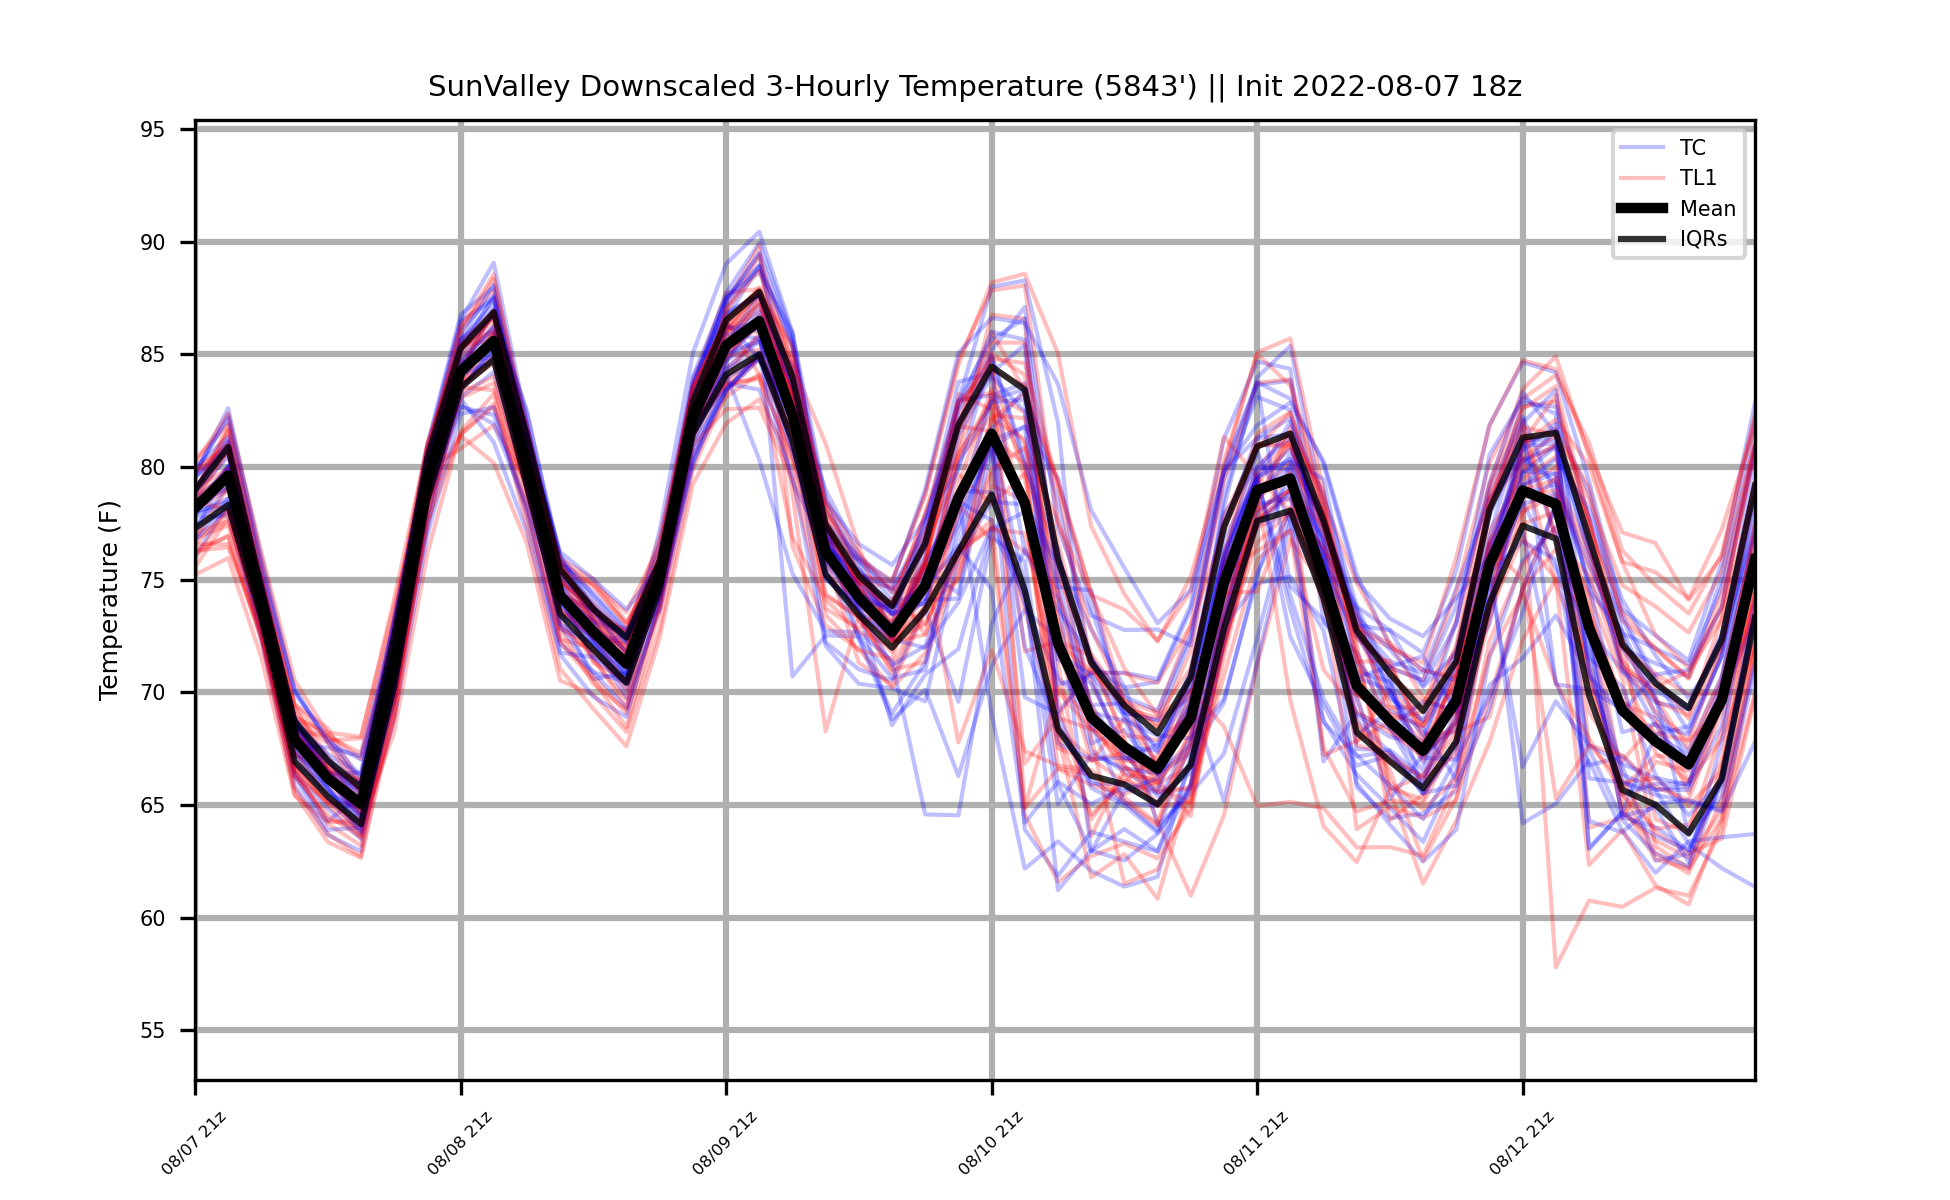 SunValley Downscaled 3-Hourly Temperature (5843') || Init 2022-08-07 18z
TC
TL1
Mean
IQRs
Temperature (F)
95
90
85
80
75
70
65
60
55
08/07 21z
08/08 21z
08/09 21z
08/10 21z
08/11 21z
08/12 21z